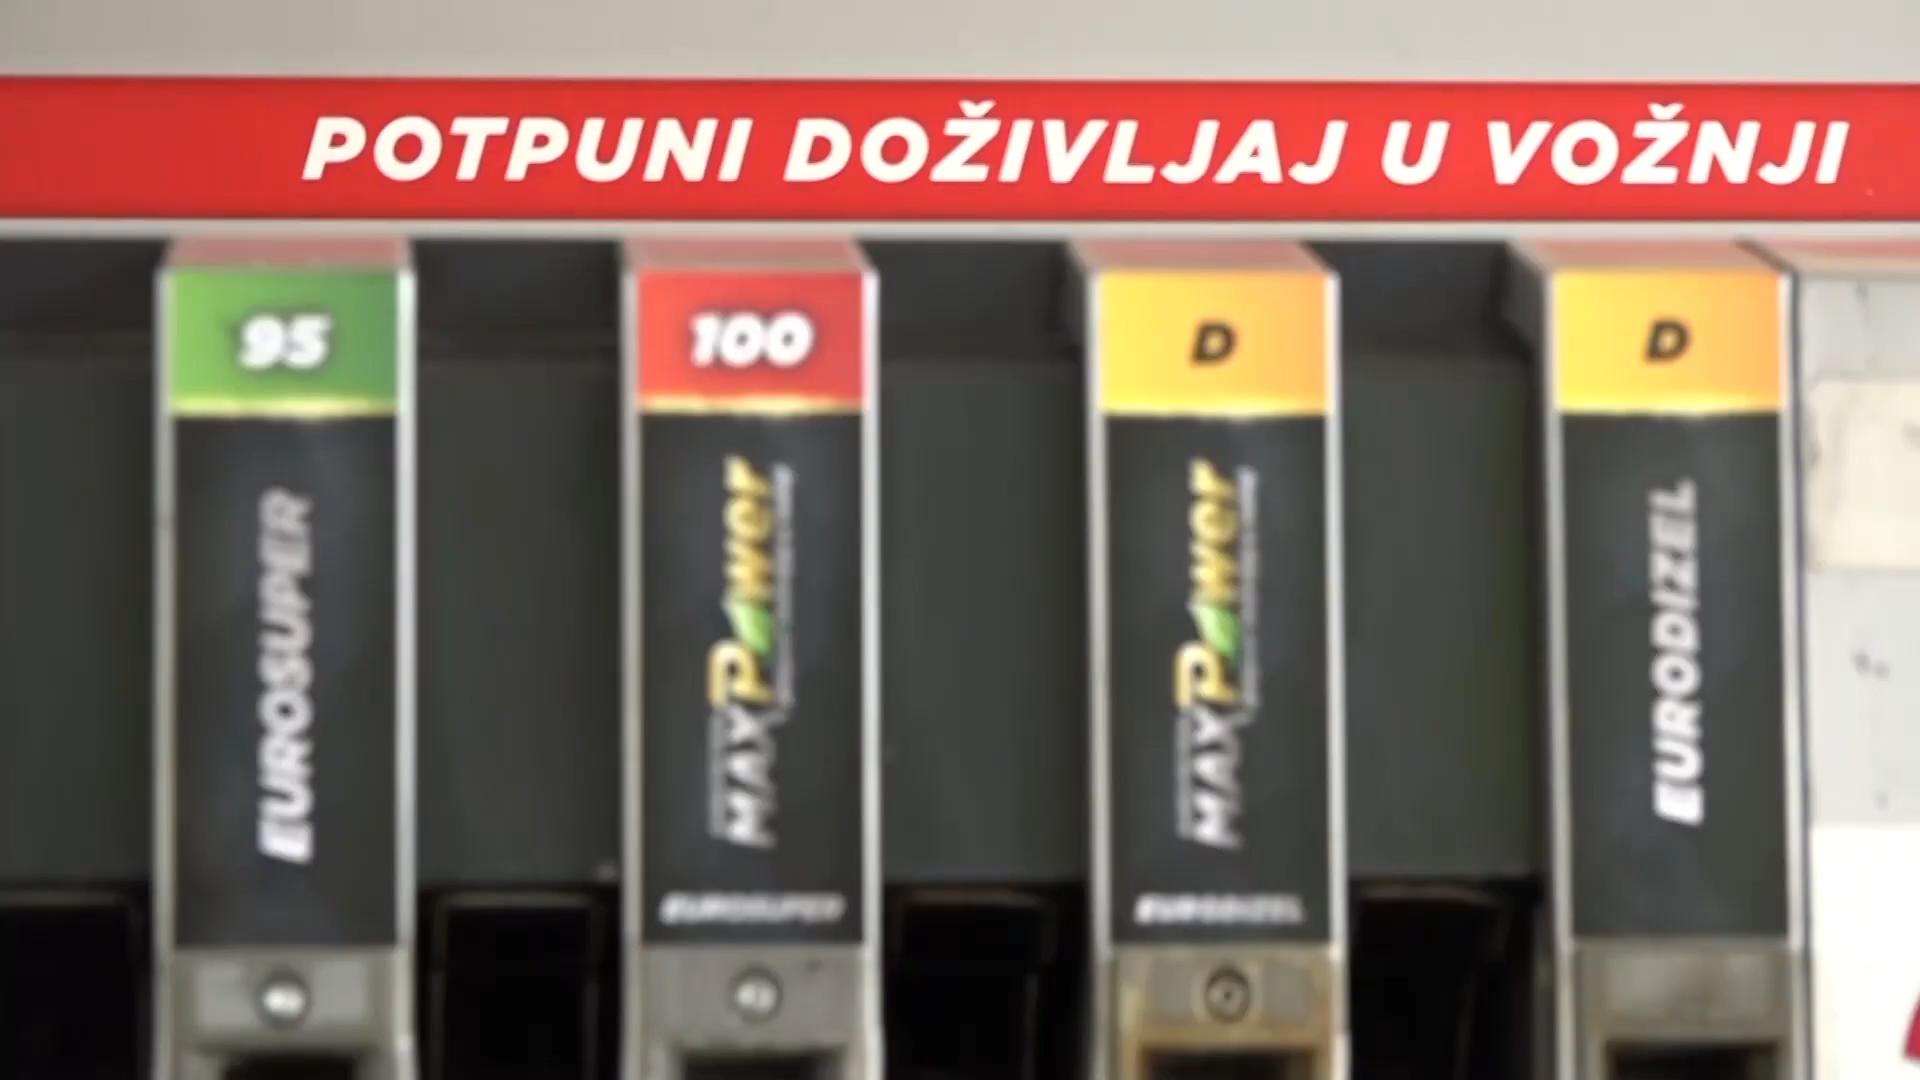 POTPUNI DOŽIVLJAJ U VOŽNJI
95
EUROSUPER
100
MAXPower
EUROSUPER
D
MAXPower
EURODIZEL
D
EURODIZEL